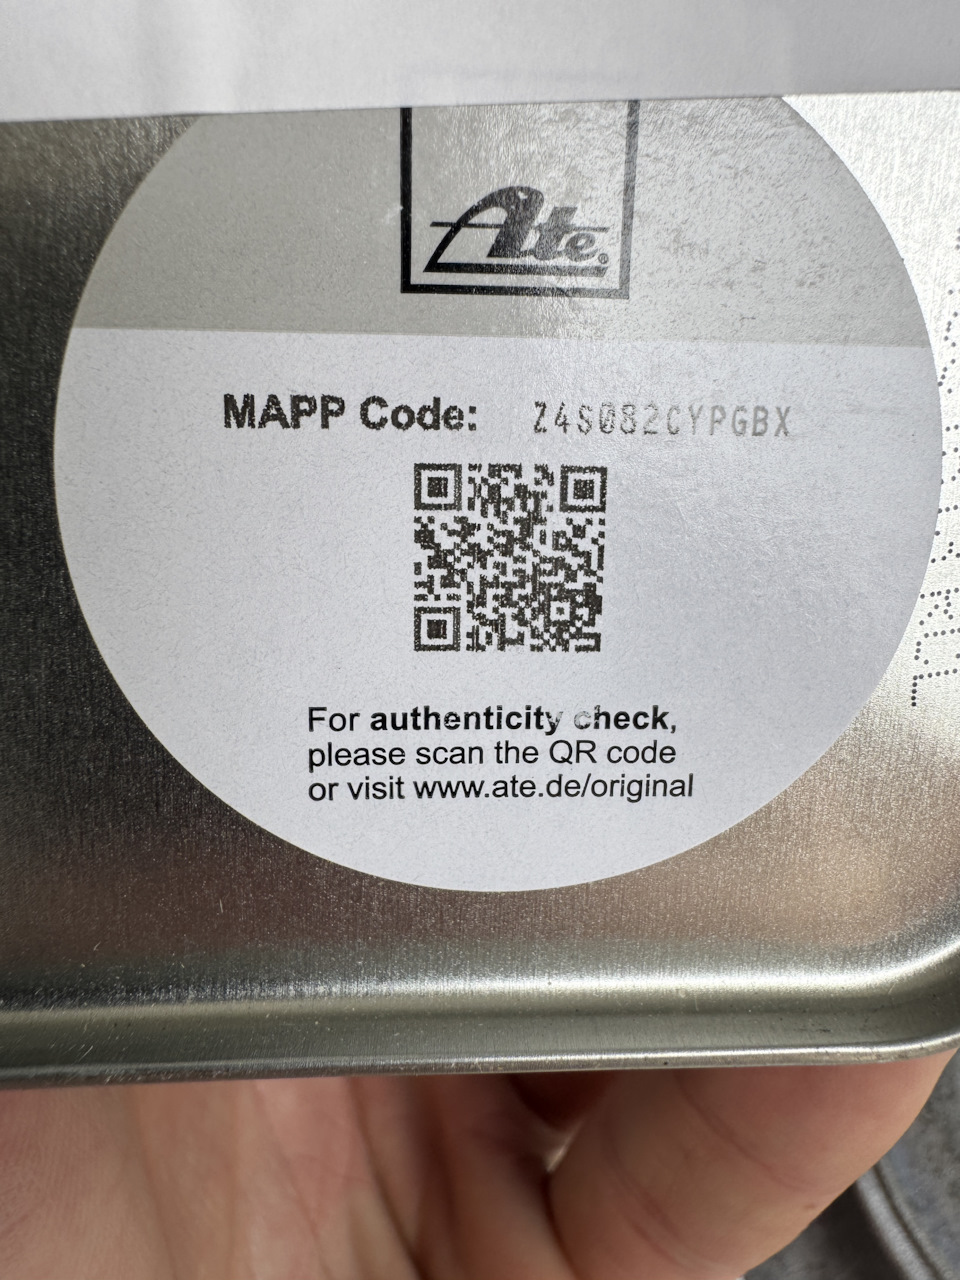 Ate®
MAPP Code: Z4S082CYPGBX
For authenticity check,
please scan the QR code
or visit www.ate.de/original